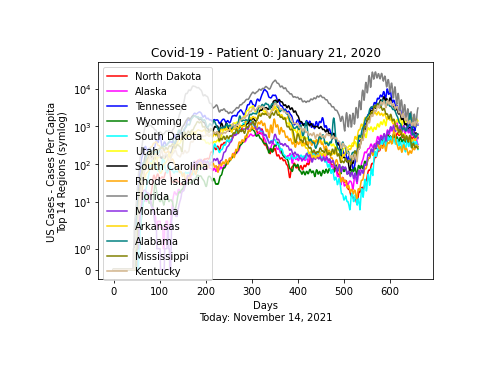 Covid-19 - Patient 0: January 21, 2020
US Cases - Cases Per Capita
Top 14 Regions (symlog)
10⁴
10³
10²
10¹
10⁰
0
North Dakota
Alaska
Tennessee
Wyoming
South Dakota
Utah
South Carolina
Rhode Island
Florida
Montana
Arkansas
Alabama
Mississippi
Kentucky
0 100 200 300 400 500 600
Days
Today: November 14, 2021